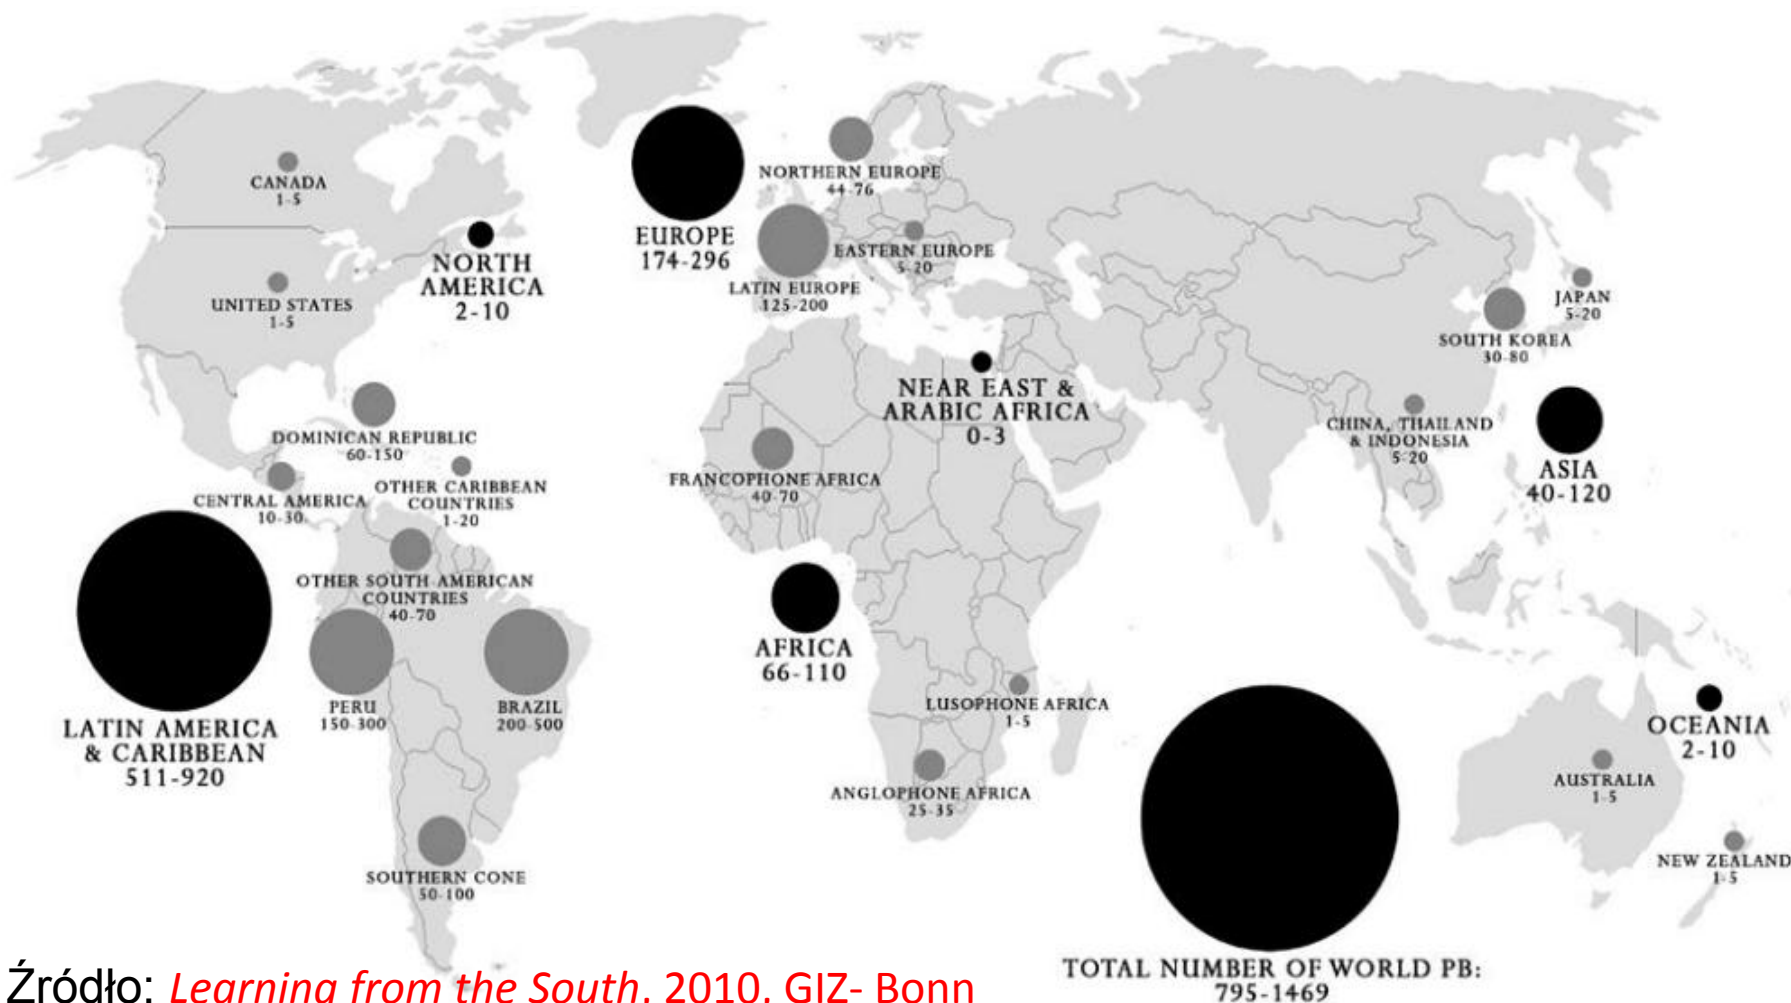 CANADA
1-5
NORTH
AMERICA
2-10
UNITED STATES
1-5
EUROPE
174-296
NORTHERN EUROPE
44-76
EASTERN EUROPE
5-20
LATIN EUROPE
125-200
JAPAN
5-20
SOUTH KOREA
30-80
NEAR EAST &
ARABIC AFRICA
0-3
CHINA, THAILAND
& INDONESIA
5-20
ASIA
40-120
DOMINICAN REPUBLIC
60-150
CENTRAL AMERICA
10-30
OTHER CARIBBEAN
COUNTRIES
1-20
FRANCOPHONE AFRICA
40-70
OTHER SOUTH AMERICAN
COUNTRIES
40-70
LATIN AMERICA
& CARIBBEAN
511-920
PERU
150-300
BRAZIL
200-500
AFRICA
66-110
LUSOPHONE AFRICA
1-5
ANGLOPHONE AFRICA
25-35
OCEANIA
2-10
AUSTRALIA
1-5
NEW ZEALAND
1-5
SOUTHERN CONE
50-100
TOTAL NUMBER OF WORLD PB:
795-1469
Źródło: Learning from the South. 2010. GIZ- Bonn